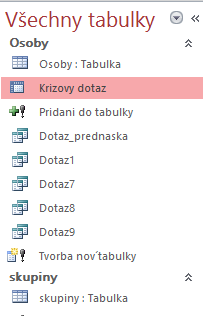 Všechny tabulky
Osoby
Osoby : Tabulka
Krizovy dotaz
Pridani do tabulky
Dotaz_prednaska
Dotaz1
Dotaz7
Dotaz8
Dotaz9
Tvorba nov´tabulky
skupiny
skupiny : Tabulka